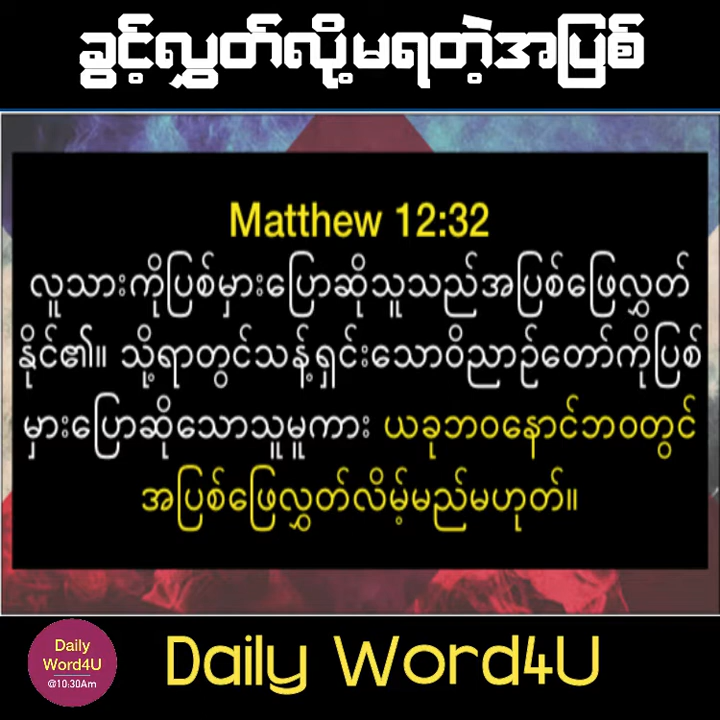 ခွင့်လွှတ်လို့မရတဲ့အပြစ်
Matthew 12:32
လူသားကိုပြစ်မှားပြောဆိုသူသည်အပြစ်ဖြေလွှတ်
နိုင်၏။ သို့ရာတွင်သန့်ရှင်းသောဝိညာဉ်တော်ကိုပြစ်
မှားပြောဆိုသောသူမူကား ယခုဘဝနောင်ဘဝတွင်
အပြစ်ဖြေလွှတ်လိမ့်မည်မဟုတ်။
Daily
Word4U
@10:30Am
Daily Word4U